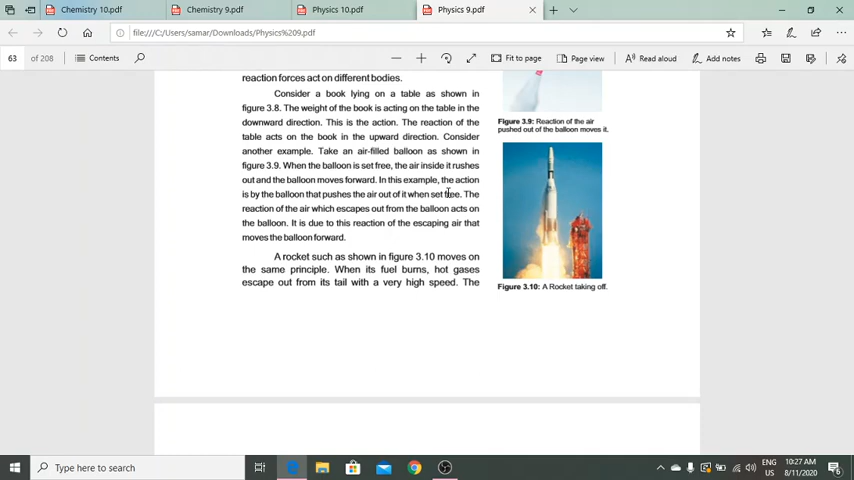 Chemistry 10.pdf
Chemistry 9.pdf
Physics 10.pdf
Physics 9.pdf
file:///C:/Users/samar/Downloads/Physics%209.pdf
63 of 208
Contents
Fit to page
Page view
Read aloud
Add notes
reaction forces act on different bodies.
Consider a book lying on a table as shown in
figure 3.8. The weight of the book is acting on the table in the
downward direction. This is the action. The reaction of the
table acts on the book in the upward direction. Consider
another example. Take an air-filled balloon as shown in
figure 3.9. When the balloon is set free, the air inside it rushes
out and the balloon moves forward. In this example, the action
is by the balloon that pushes the air out of it when set free. The
reaction of the air which escapes out from the balloon acts on
the balloon. It is due to this reaction of the escaping air that
moves the balloon forward.
A rocket such as shown in figure 3.10 moves on
the same principle. When its fuel burns, hot gases
escape out from its tail with a very high speed. The
Figure 3.9: Reaction of the air
pushed out of the balloon moves it.
Figure 3.10: A Rocket taking off.
Type here to search
ENG
US
10:27 AM
8/11/2020